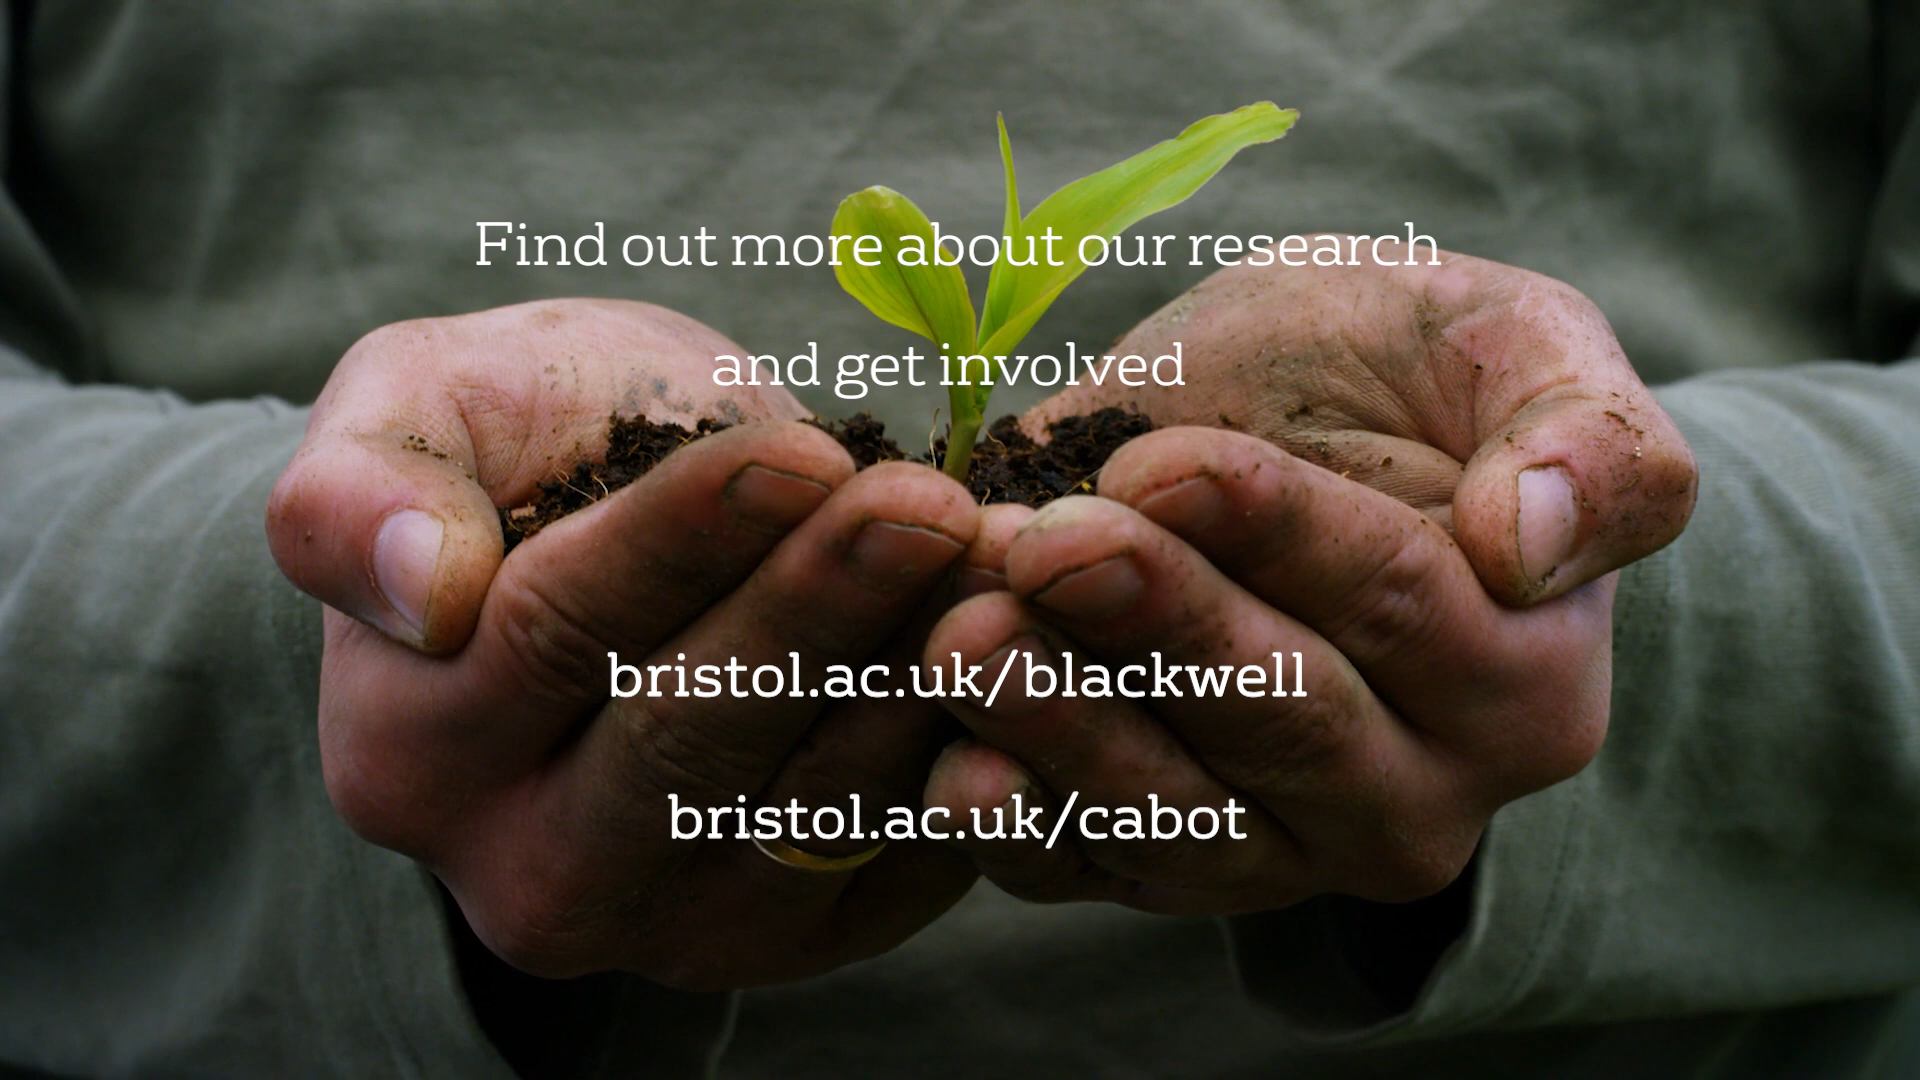 Find out more about our research
and get involved
bristol.ac.uk/blackwell
bristol.ac.uk/cabot